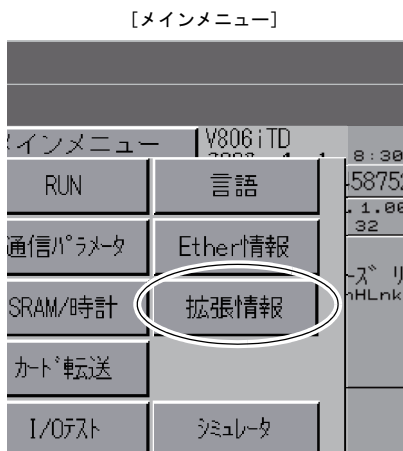 [メインメニュー]
インメニュー V806iTD
8:30
RUN 言語 45875
1.00
32
通信パラメータ Ether情報
SRAM/時計 拡張情報
HLnk
カード転送
I/Oテスト シミュレータ